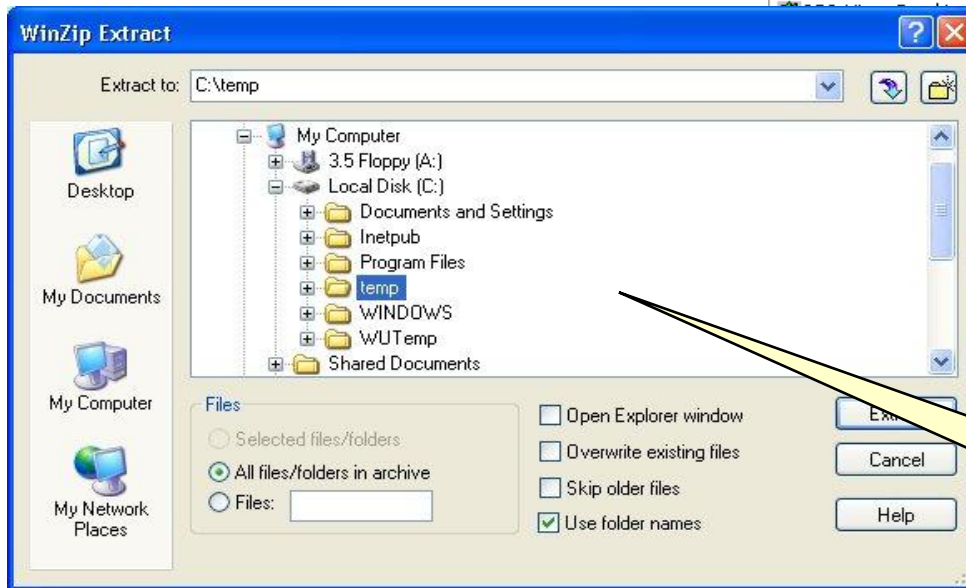 WinZip Extract
Extract to: C:\temp
Desktop
My Documents
My Computer
My Network
Places
My Computer
3.5 Floppy (A:)
Local Disk (C:)
Documents and Settings
Inetpub
Program Files
temp
WINDOWS
WUTemp
Shared Documents
Files
Selected files/folders
All files/folders in archive
Files:
Open Explorer window
Overwrite existing files
Skip older files
Use folder names
Cancel
Help